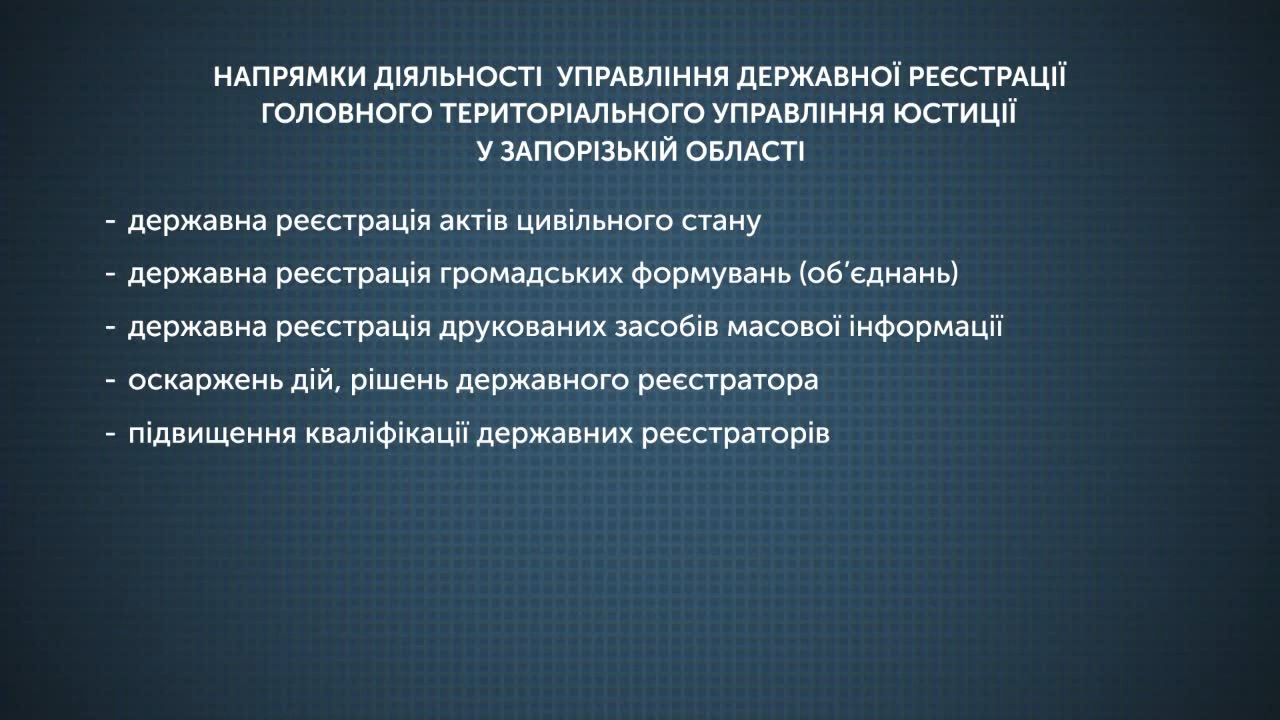 НАПРЯМКИ ДІЯЛЬНОСТІ УПРАВЛІННЯ ДЕРЖАВНОЇ РЕЄСТРАЦІЇ
ГОЛОВНОГО ТЕРИТОРІАЛЬНОГО УПРАВЛІННЯ ЮСТИЦІЇ
У ЗАПОРІЗЬКІЙ ОБЛАСТІ
- державна реєстрація актів цивільного стану
- державна реєстрація громадських формувань (об’єднань)
- державна реєстрація друкованих засобів масової інформації
- оскаржень дій, рішень державного реєстратора
- підвищення кваліфікації державних реєстраторів